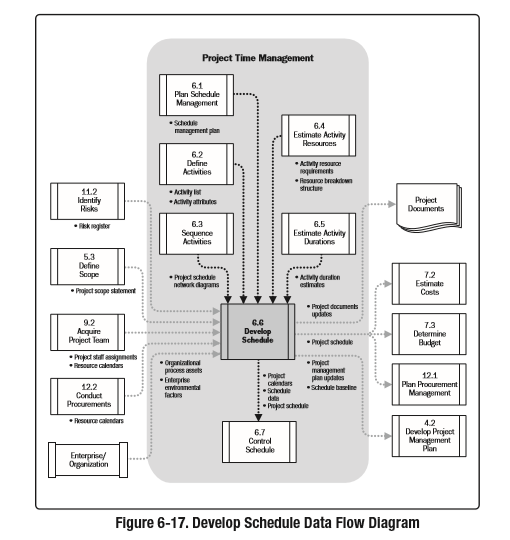 Project Time Management
6.1
Plan Schedule
Management
• Schedule
management plan
6.2
Define
Activities
• Activity list
• Activity attributes
6.3
Sequence
Activities
• Project schedule
network diagrams
6.4
Estimate Activity
Resources
• Activity resource
requirements
• Resource breakdown
structure
6.5
Estimate Activity
Durations
• Activity duration
estimates
11.2
Identify
Risks
• Risk register
5.3
Define
Scope
• Project scope statement
9.2
Acquire
Project Team
• Project staff assignments
• Resource calendars
12.2
Conduct
Procurements
• Resource calendars
Enterprise/
Organization
• Organizational
process assets
• Enterprise
environmental
factors
6.6
Develop
Schedule
• Project
calendars
• Schedule
data
• Project schedule
6.7
Control
Schedule
• Project documents
updates
• Project schedule
• Project
management
plan updates
• Schedule baseline
Project
Documents
7.2
Estimate
Costs
7.3
Determine
Budget
12.1
Plan Procurement
Management
4.2
Develop Project
Management
Plan
Figure 6-17. Develop Schedule Data Flow Diagram